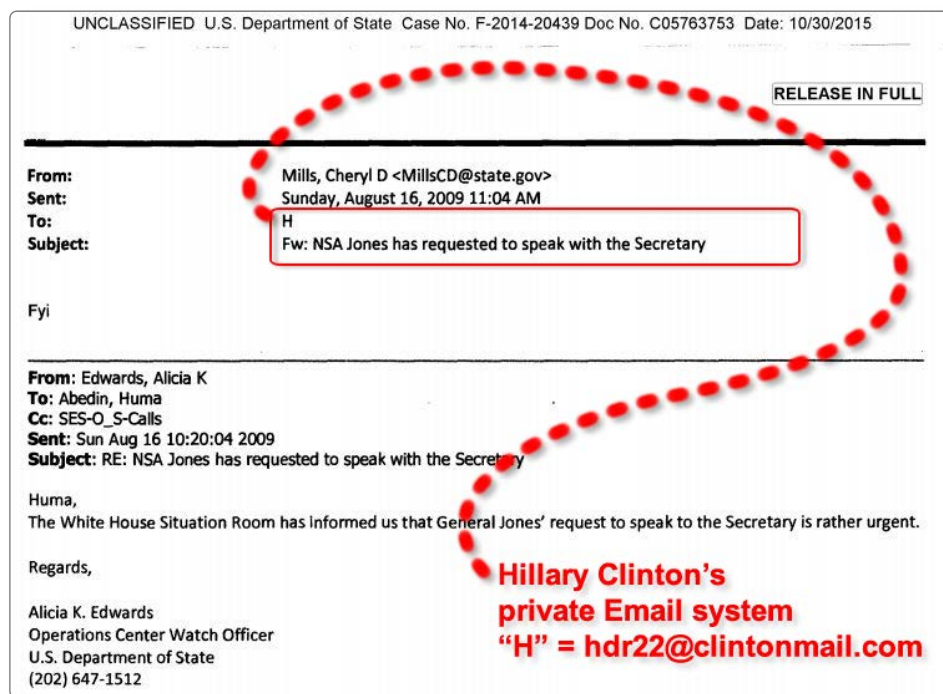 UNCLASSIFIED U.S. Department of State Case No. F-2014-20439 Doc No. C05763753 Date: 10/30/2015
RELEASE IN FULL
From: Mills, Cheryl D <MillsCD@state.gov>
Sent: Sunday, August 16, 2009 11:04 AM
To: H
Subject: Fw: NSA Jones has requested to speak with the Secretary
Fyi
From: Edwards, Alicia K
To: Abedin, Huma
Cc: SES-O_S-Calls
Sent: Sun Aug 16 10:20:04 2009
Subject: RE: NSA Jones has requested to speak with the Secretary
Huma,
The White House Situation Room has informed us that General Jones' request to speak to the Secretary is rather urgent.
Regards,
Alicia K. Edwards
Operations Center Watch Officer
U.S. Department of State
(202) 647-1512
Hillary Clinton's
private Email system
"H" = hdr22@clintonmail.com